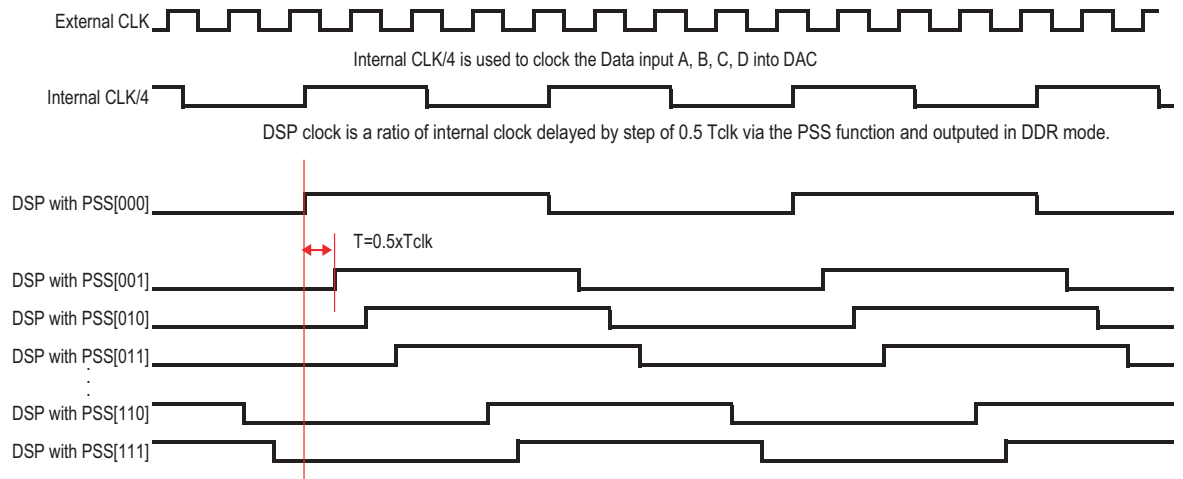 External CLK
Internal CLK/4 is used to clock the Data input A, B, C, D into DAC
Internal CLK/4
DSP clock is a ratio of internal clock delayed by step of 0.5 Tclk via the PSS function and outputed in DDR mode.
DSP with PSS[000]
T=0.5xTclk
DSP with PSS[001]
DSP with PSS[010]
DSP with PSS[011]
.
.
.
DSP with PSS[110]
DSP with PSS[111]